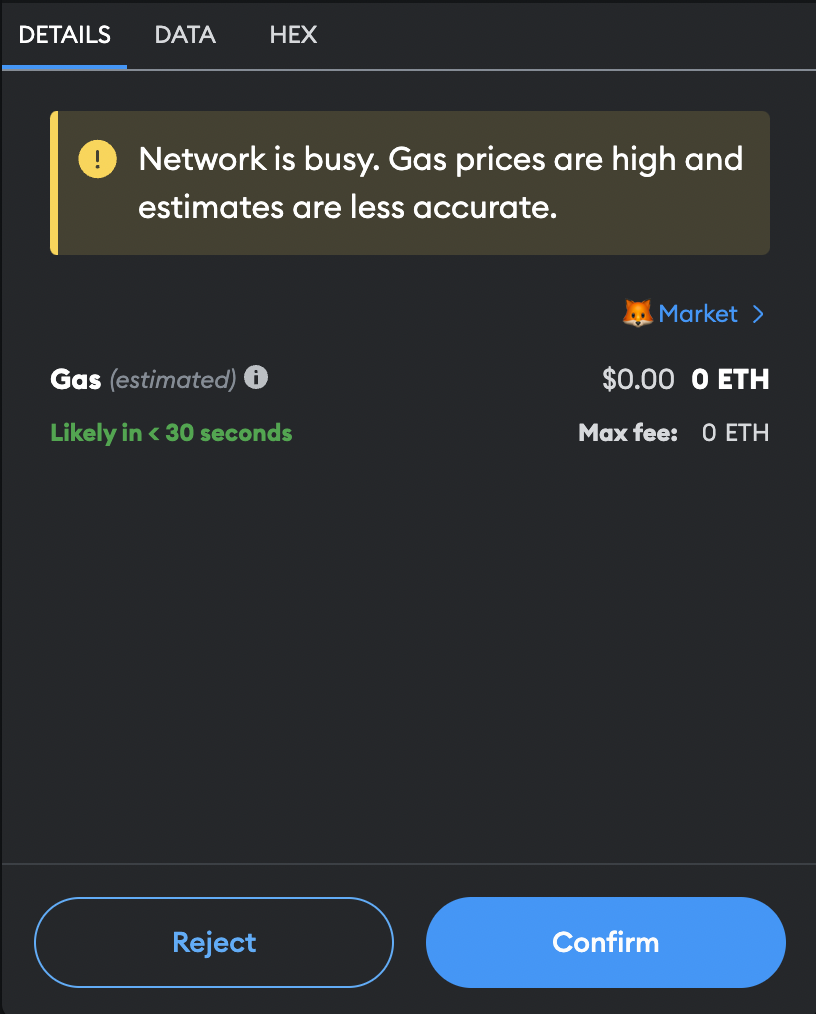 DETAILS DATA HEX
Network is busy. Gas prices are high and
estimates are less accurate.
Market
Gas (estimated) $0.00 0 ETH
Likely in < 30 seconds Max fee: 0 ETH
Reject Confirm